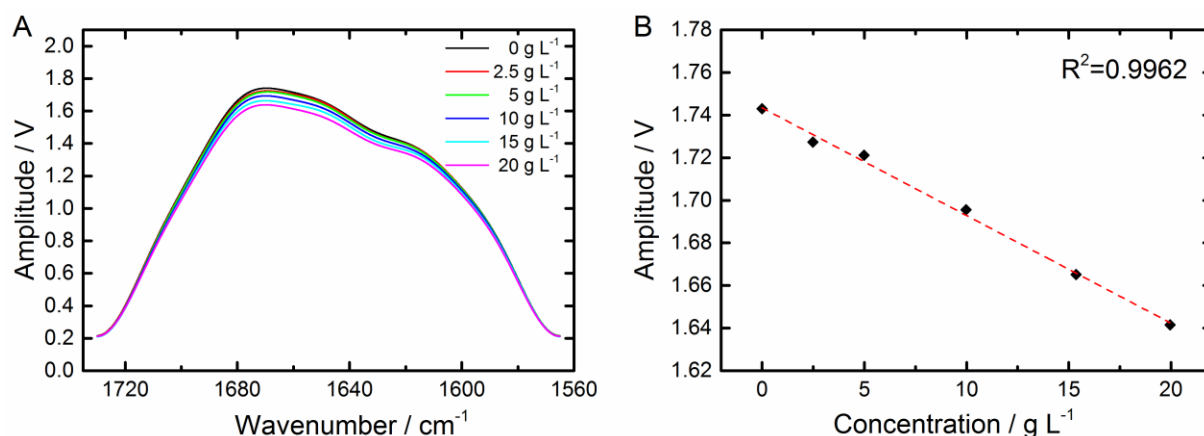 A
Amplitude / V
2.0
1.8
1.6
1.4
1.2
1.0
0.8
0.6
0.4
0.2
0.0
0 g L⁻¹
2.5 g L⁻¹
5 g L⁻¹
10 g L⁻¹
15 g L⁻¹
20 g L⁻¹
1720 1680 1640 1600 1560
Wavenumber / cm⁻¹
B
R²=0.9962
Amplitude / V
1.78
1.76
1.74
1.72
1.70
1.68
1.66
1.64
1.62
0 5 10 15 20
Concentration / g L⁻¹